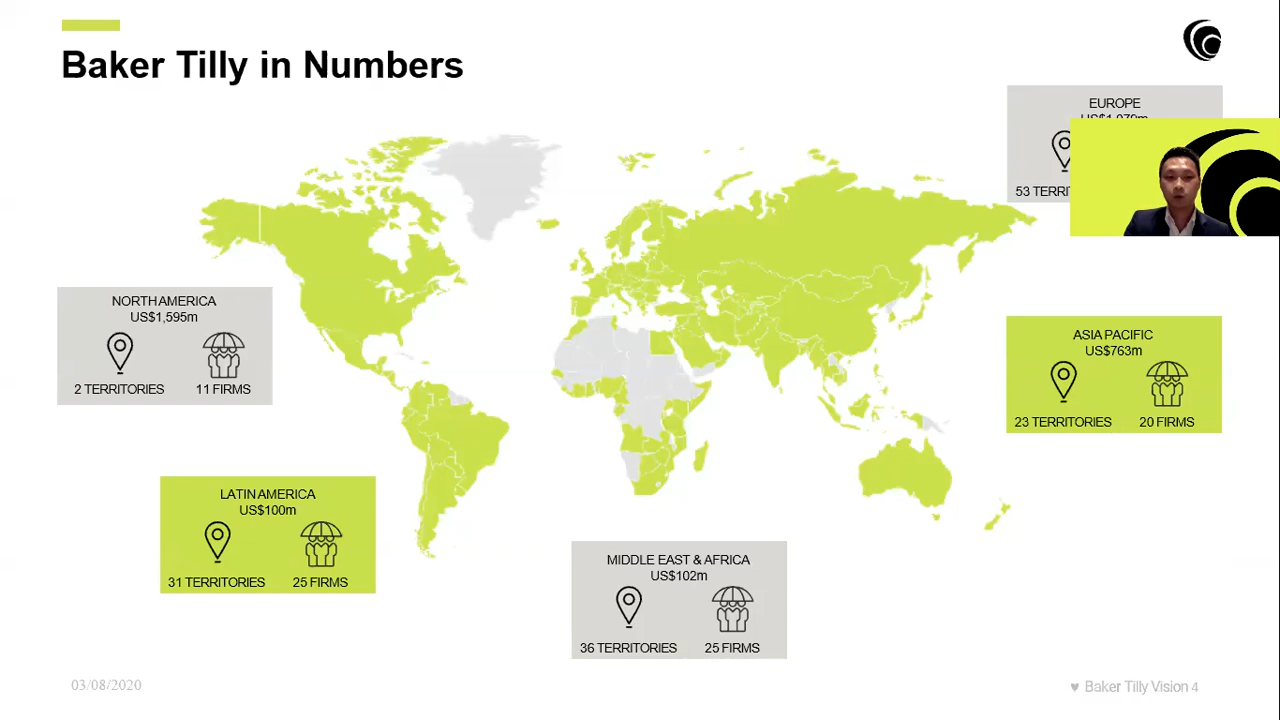 Baker Tilly in Numbers
EUROPE
53
NORTH AMERICA
US$1,595m
2 TERRITORIES 11 FIRMS
ASIA PACIFIC
US$763m
23 TERRITORIES 20 FIRMS
LATIN AMERICA
US$100m
31 TERRITORIES 25 FIRMS
MIDDLE EAST & AFRICA
US$102m
36 TERRITORIES 25 FIRMS
03/08/2020
♥ Baker Tilly Vision 4